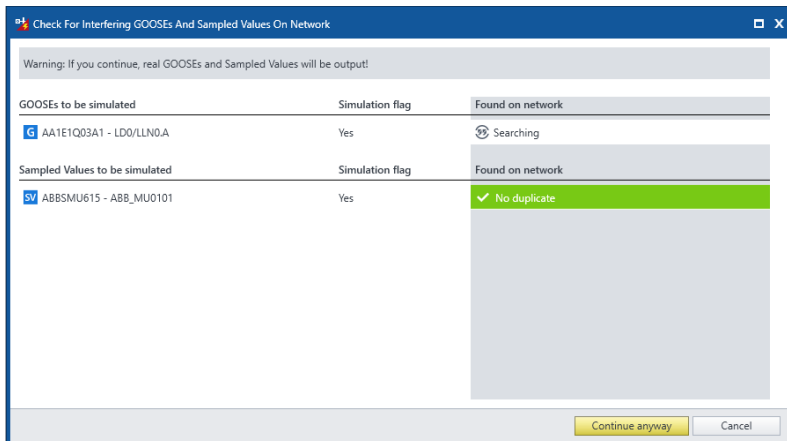 Check For Interfering GOOSEs And Sampled Values On Network
Warning: If you continue, real GOOSEs and Sampled Values will be output!
GOOSEs to be simulated Simulation flag Found on network
G AA1E1Q03A1 - LD0/LLN0.A Yes Searching
Sampled Values to be simulated Simulation flag Found on network
SV ABBSMU615 - ABB_MU0101 Yes No duplicate
Continue anyway Cancel